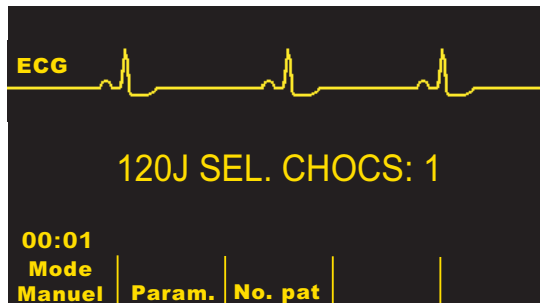 ECG
120J SEL. CHOCS: 1
00:01
Mode
Manuel Param. No. pat